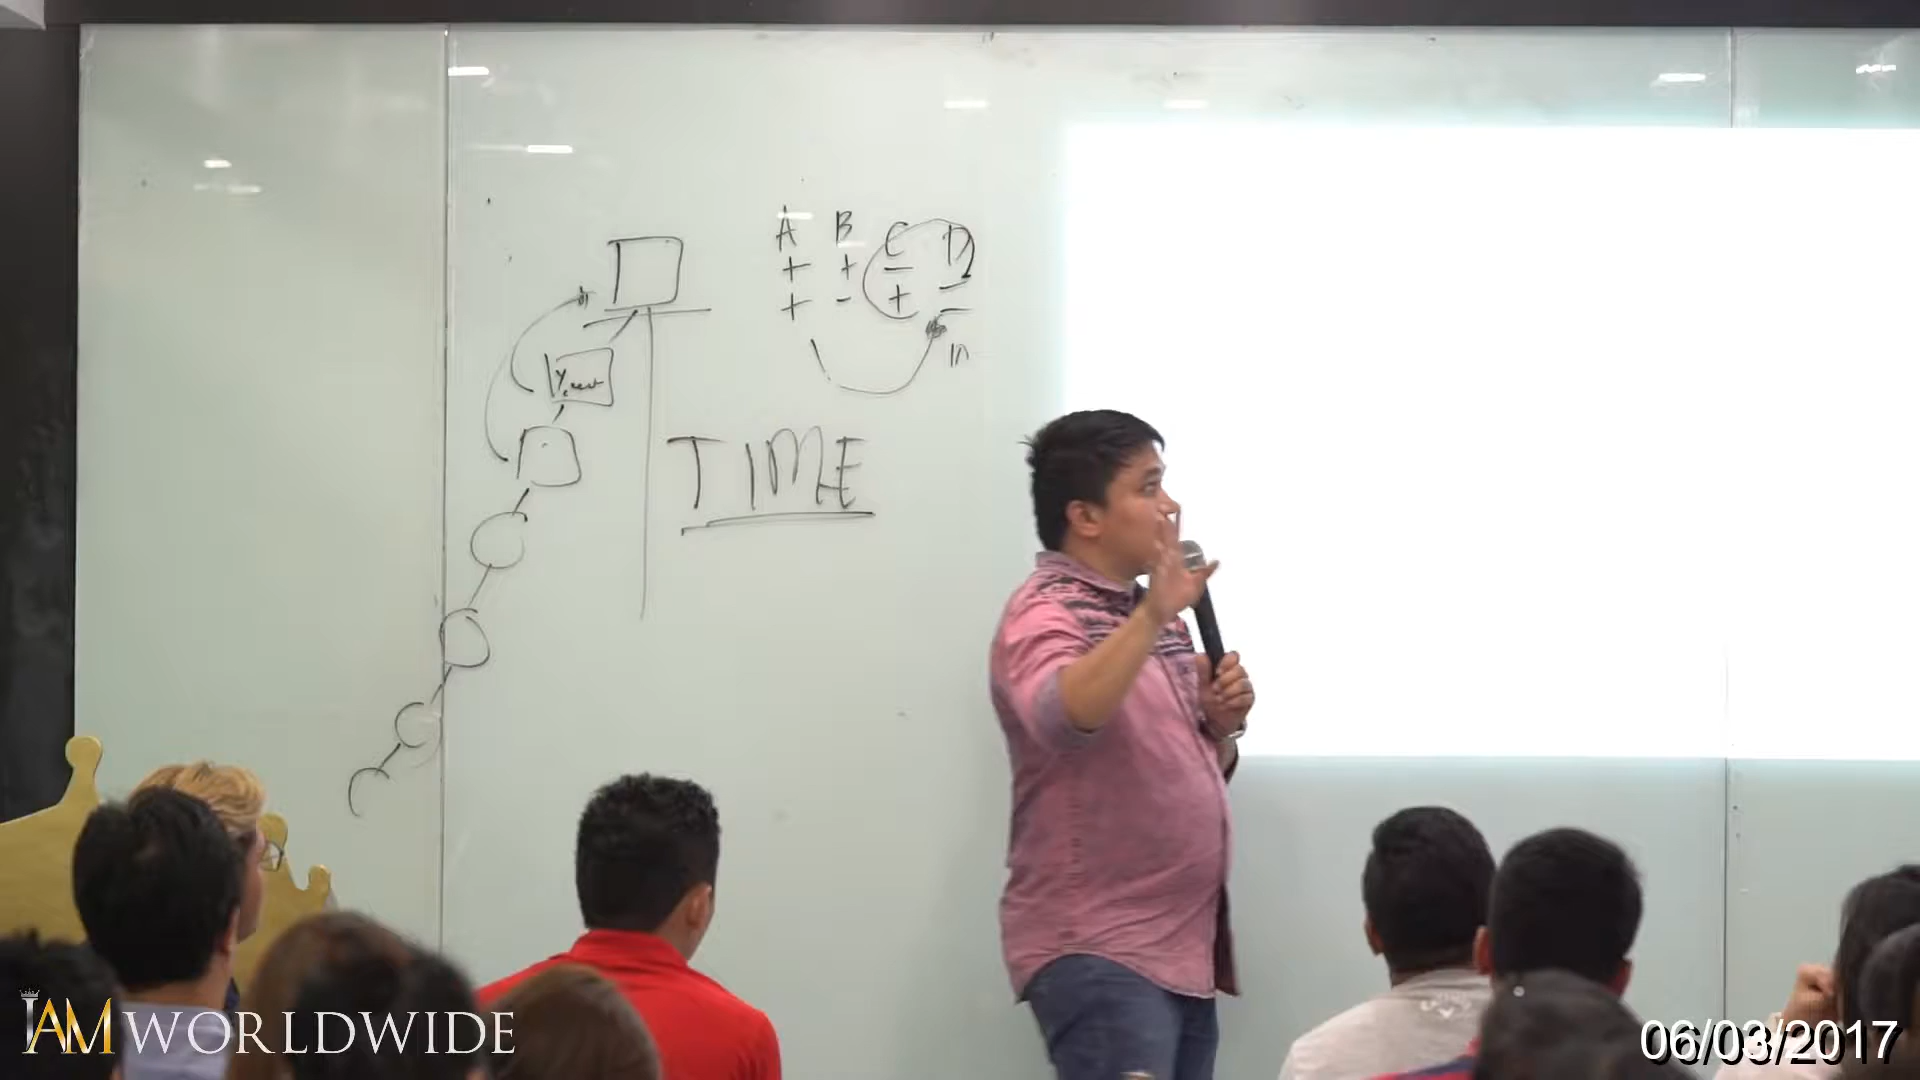 A B C D
+ + - -
+ - + -
TIME
IAM WORLDWIDE
06/03/2017